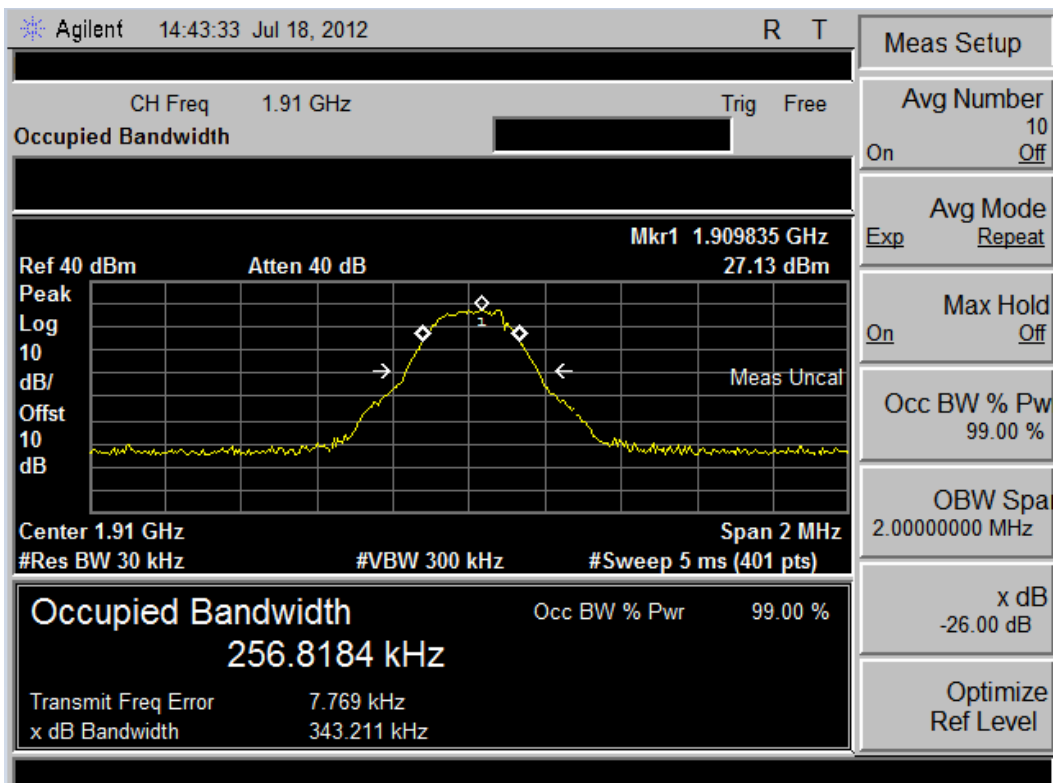 Agilent 14:43:33 Jul 18, 2012 R T
CH Freq 1.91 GHz Trig Free
Occupied Bandwidth
Mkr1 1.909835 GHz
Ref 40 dBm Atten 40 dB 27.13 dBm
Peak
Log
10
dB/
Offst
10
dB
1
Meas Uncal
Center 1.91 GHz Span 2 MHz
#Res BW 30 kHz #VBW 300 kHz #Sweep 5 ms (401 pts)
Occupied Bandwidth Occ BW % Pwr 99.00 %
256.8184 kHz
Transmit Freq Error 7.769 kHz
x dB Bandwidth 343.211 kHz
Meas Setup
Avg Number
10
On Off
Avg Mode
Exp Repeat
Max Hold
On Off
Occ BW % Pw
99.00 %
OBW Spa
2.00000000 MHz
x dB
-26.00 dB
Optimize
Ref Level